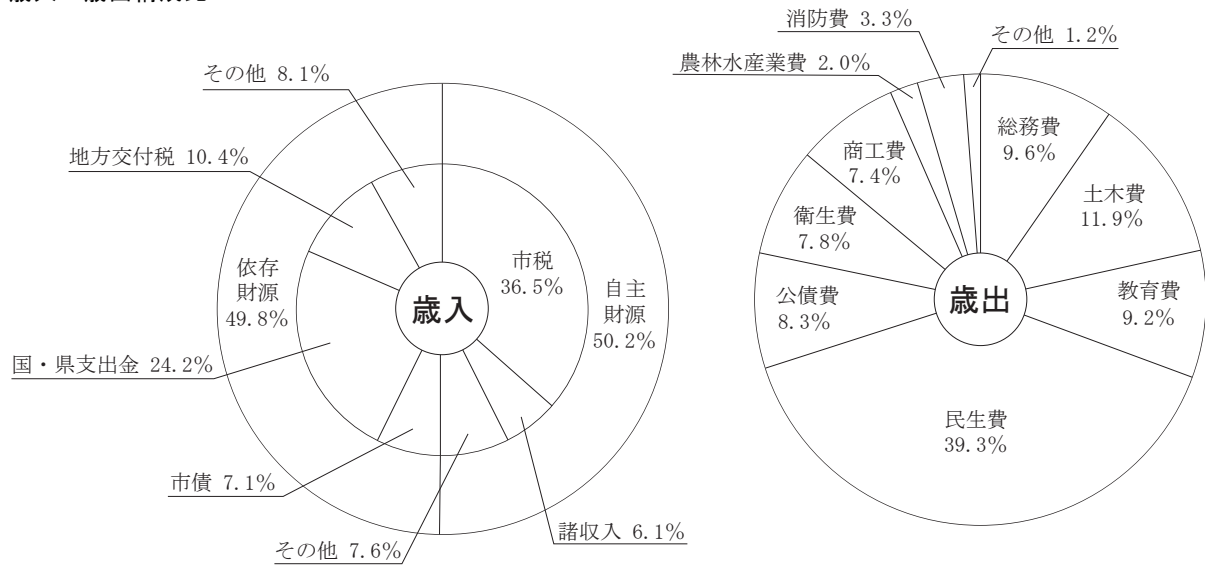 その他 8.1%
地方交付税 10.4%
依存
財源
49.8%
国・県支出金 24.2%
市債 7.1%
その他 7.6%
諸収入 6.1%
市税
36.5%
自主
財源
50.2%
歳入
消防費 3.3%
その他 1.2%
農林水産業費 2.0%
総務費
9.6%
商工費
7.4%
土木費
11.9%
衛生費
7.8%
教育費
9.2%
公債費
8.3%
歳出
民生費
39.3%